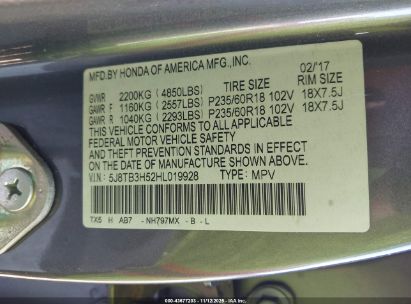 MFD.BY HONDA OF AMERICA MFG.,INC. 02/17
TIRE SIZE RIM SIZE
GVWR 2200KG (4850LBS)
GAWR F 1160KG (2557LBS) P235/60R18 102V 18X7.5J
GAWR R 1040KG (2293LBS) P235/60R18 102V 18X7.5J
THIS VEHICLE CONFORMS TO ALL APPLICABLE
FEDERAL MOTOR VEHICLE SAFETY AND
THEFT PREVENTION STANDARDS IN EFFECT
ON THE DATE OF MANUFACTURE SHOWN ABOVE.
V.I.N: 5J8TB3H52HL019928 TYPE: MPV
TX5 H AB7 -NH797MX -B -L